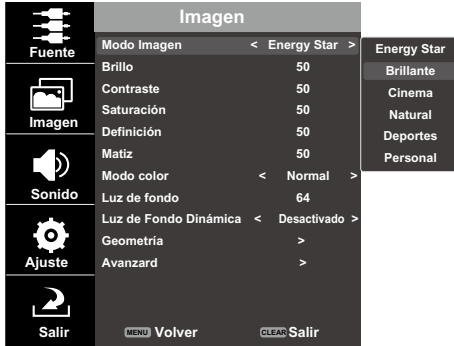 Imagen
Fuente
Imagen
Sonido
Ajuste
Salir
Modo Imagen < Energy Star >
Brillo 50
Contraste 50
Saturación 50
Definición 50
Matiz 50
Modo color < Normal >
Luz de fondo 64
Luz de Fondo Dinámica < Desactivado >
Geometría >
Avanzard >
MENU Volver CLEAR Salir
Energy Star
Brillante
Cinema
Natural
Deportes
Personal